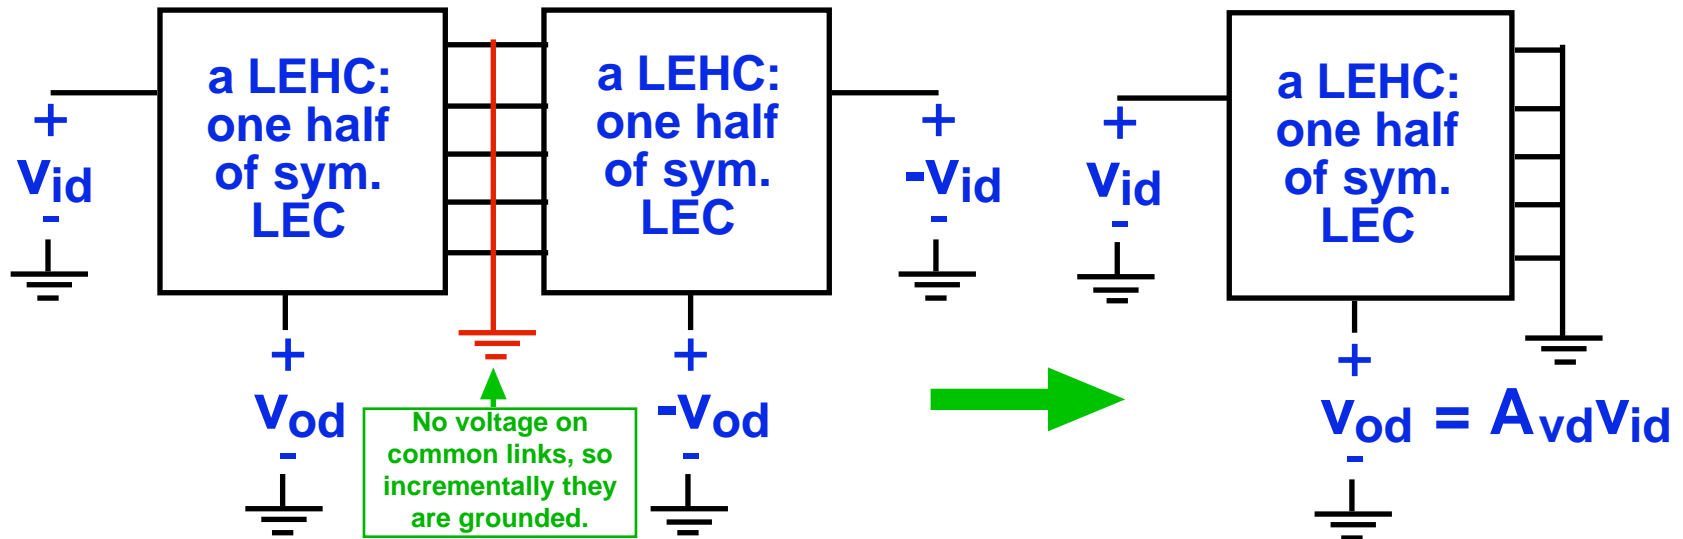 a LEHC:
one half
of sym.
LEC
a LEHC:
one half
of sym.
LEC
a LEHC:
one half
of sym.
LEC
+
vid
-
+
-vid
-
+
vid
-
+
vod
-
No voltage on
common links, so
incrementally they
are grounded.
+
-vod
-
+
vod = Avdvid
-